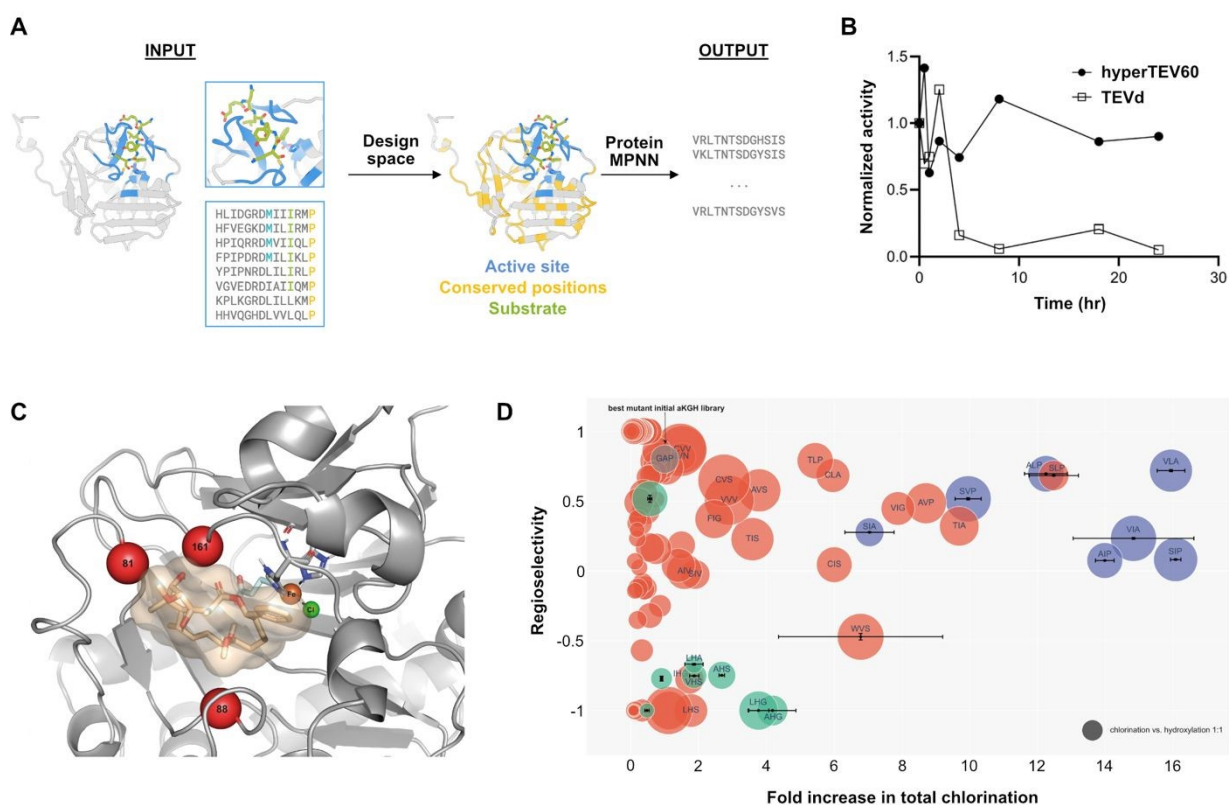 A
INPUT
OUTPUT
Design
space
Protein
MPNN
VRLTNTSDGHSIS
VKLTNTSDGYSIS
...
VRLTNTSDGYSVS
HLIDGRDMIIIRMP
HFVEGKDMILIRMP
HPIQRRDMVIIQLP
FPIPDRDMILIKLP
YPIPNRDLILIRLP
VGVEDRDIAIIQMP
KPLKGRDLILLKMP
HHVQGHDLVVLQLP
Active site
Conserved positions
Substrate
B
Normalized activity
1.5
1.0
0.5
0.0
0
10
20
30
Time (hr)
hyperTEV60
TEVd
C
81
161
88
Fe
Cl
D
best mutant initial aKGH library
Regioselectivity
1
0.5
0
-0.5
-1
GAP
CVS
VVV
AVS
FIG
TIS
AIV
TLP
CLA
VIG
AVP
TIA
CIS
SIA
SVP
ALP
SLP
VLA
VIA
AIP
SIP
WVS
LHA
VHS
AHS
LHS
LHG
AHG
chlorination vs. hydroxylation 1:1
0
2
4
6
8
10
12
14
16
Fold increase in total chlorination